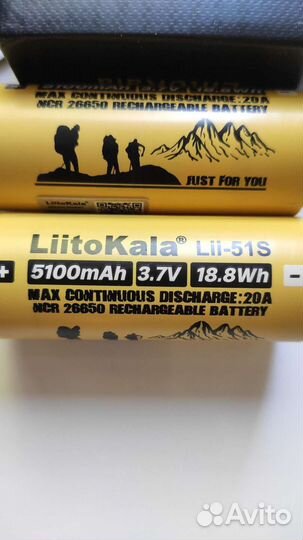 MAX CONTINUOUS DISCHARGE:20A
NCR 26650 RECHARGEABLE BATTERY
JUST FOR YOU
LiitoKala® Lii-51S
+ 5100mAh 3.7V 18.8Wh -
MAX CONTINUOUS DISCHARGE:20A
NCR 26650 RECHARGEABLE BATTERY
Avito